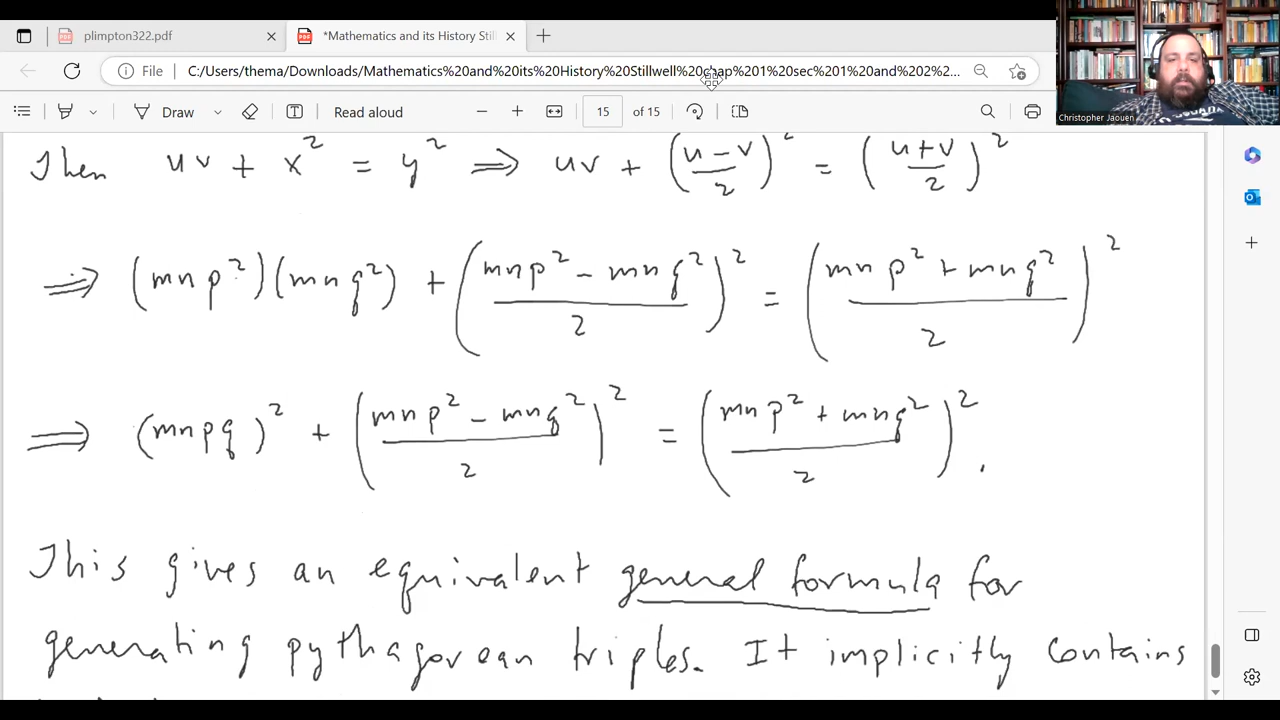 plimpton322.pdf
*Mathematics and its History Stil
File
C:/Users/thema/Downloads/Mathematics%20and%20its%20History%20Stillwell%20chap%201%20sec%201%20and%202%2...
Draw
Read aloud
15 of 15
Christopher Jaouen
Then uv + x² = y² ⟹ uv + ((u − v)/2)² = ((u + v)/2)²
⟹ (mnp²)(mnq²) + ((mnp² − mnq²)/2)² = ((mnp² + mnq²)/2)²
⟹ (mnpq)² + ((mnp² − mnq²)/2)² = ((mnp² + mnq²)/2)².
This gives an equivalent general formula for
generating pythagorean triples. It implicitly contains